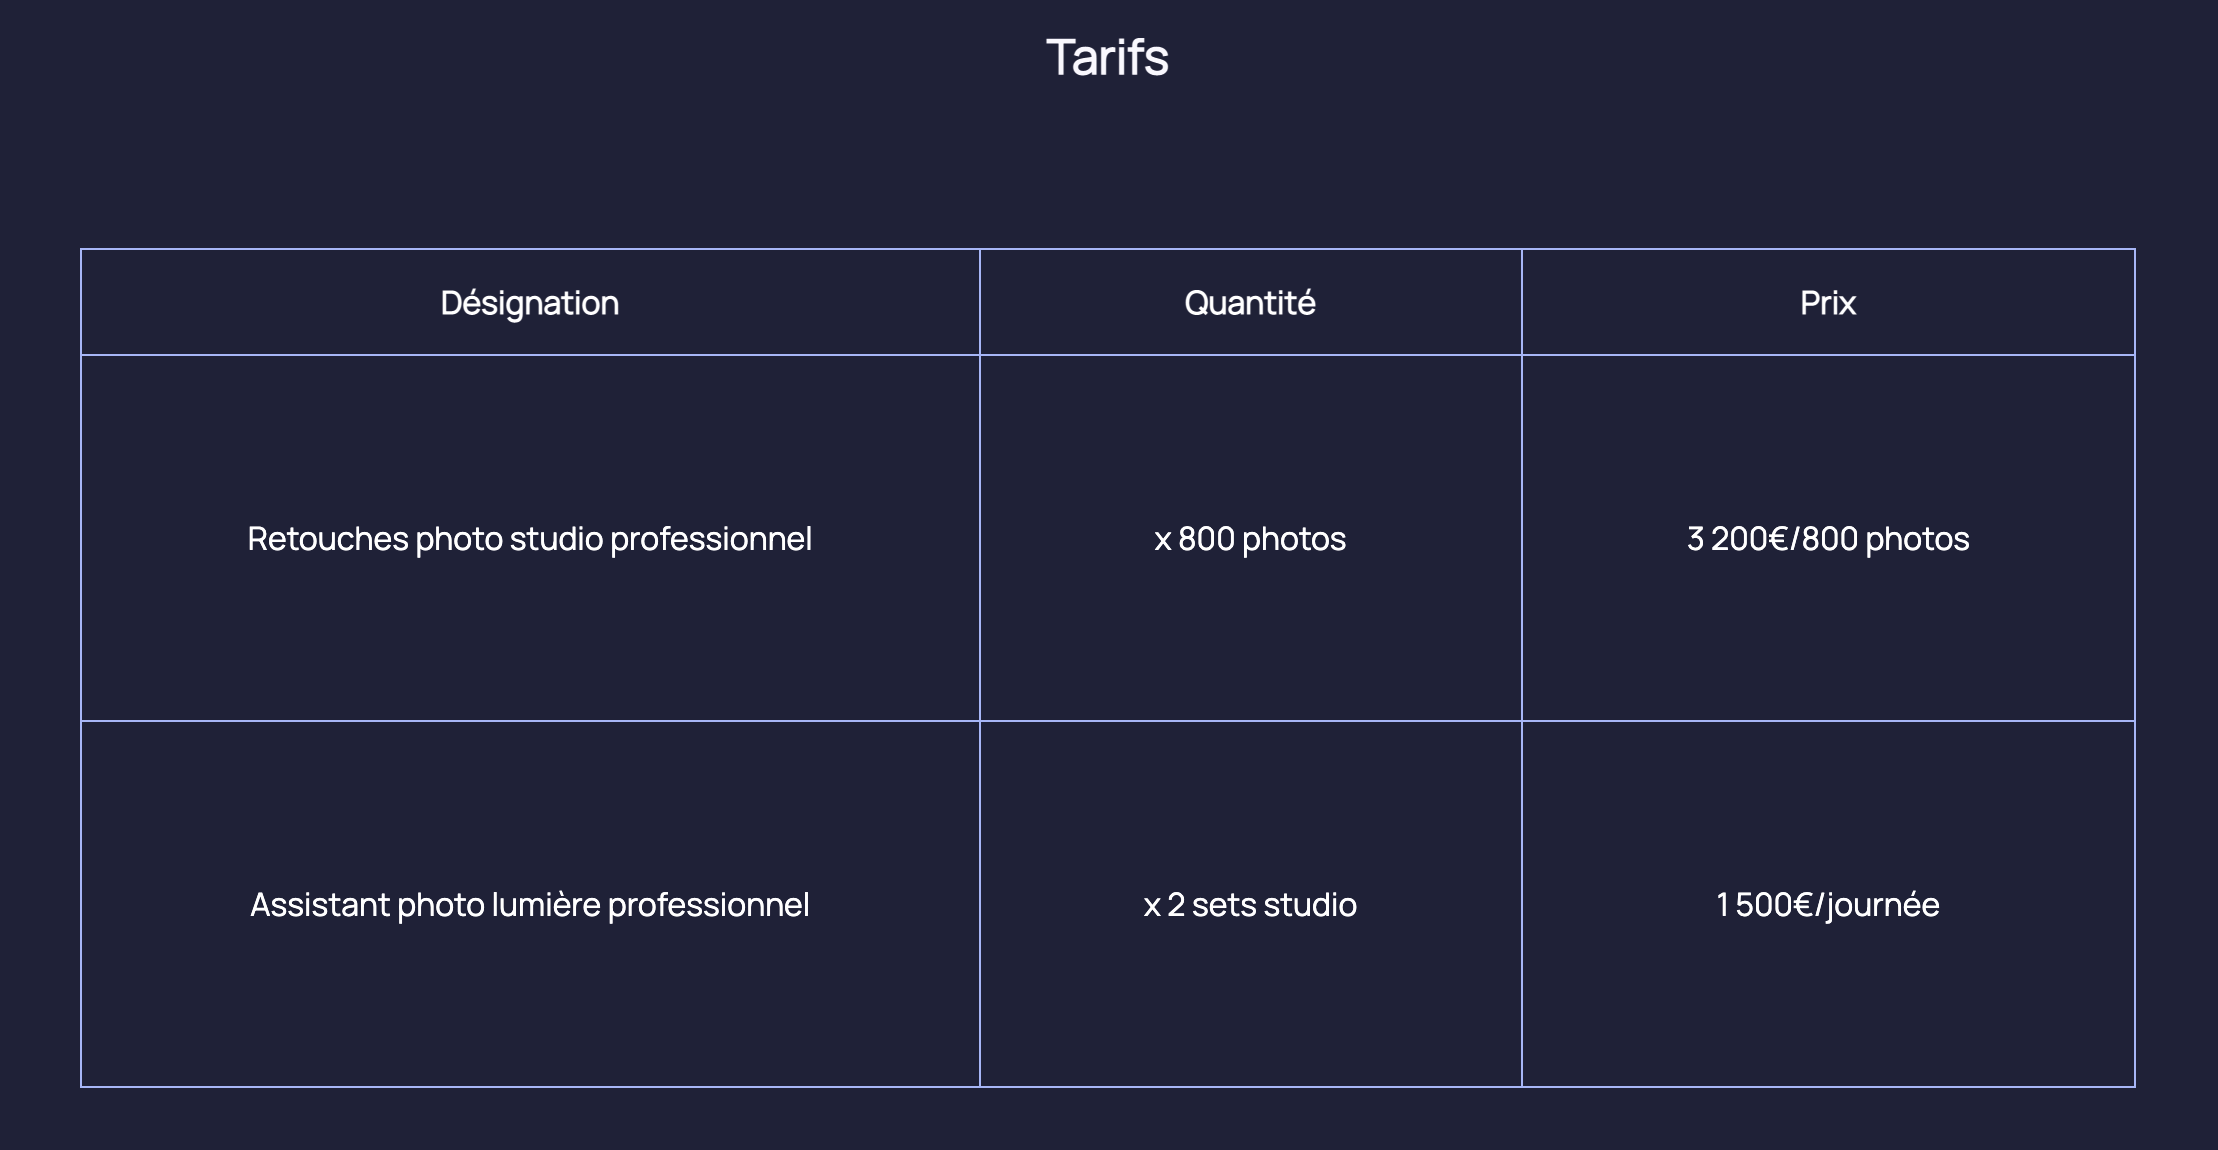 Tarifs
Désignation Quantité Prix
Retouches photo studio professionnel x 800 photos 3 200€/800 photos
Assistant photo lumière professionnel x 2 sets studio 1 500€/journée